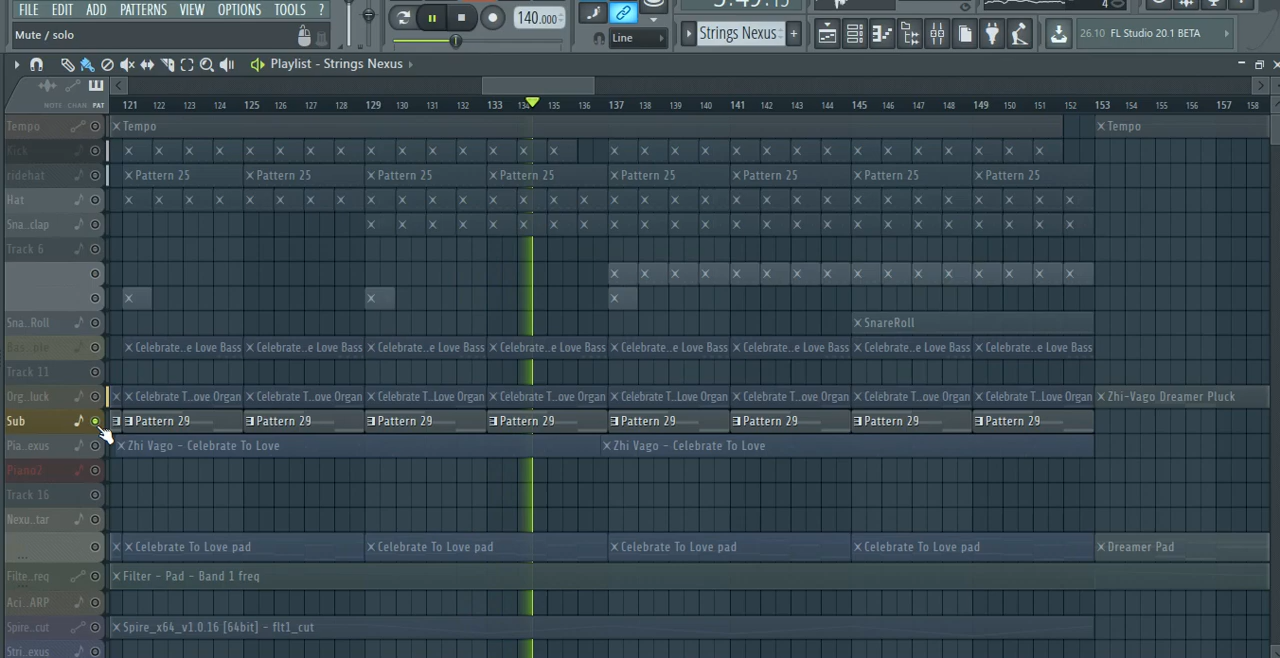 FILE EDIT ADD PATTERNS VIEW OPTIONS TOOLS ?
140.000
4
Mute / solo
Line
Strings Nexus
26.10 FL Studio 20.1 BETA
Playlist - Strings Nexus
NOTE CHAN PAT
121 122 123 124 125 126 127 128 129 130 131 132 133 134 135 136 137 138 139 140 141 142 143 144 145 146 147 148 149 150 151 152 153 154 155 156 157 158
Tempo Tempo Tempo
Kick
ridehat Pattern 25 Pattern 25 Pattern 25 Pattern 25 Pattern 25 Pattern 25 Pattern 25 Pattern 25
Hat
Sna..clap
Track 6
Sna..Roll SnareRoll
Celebrate..e Love Bass Celebrate..e Love Bass Celebrate..e Love Bass Celebrate..e Love Bass Celebrate..e Love Bass Celebrate..e Love Bass Celebrate..e Love Bass Celebrate..e Love Bass
Track 11
Org..luck Celebrate T..ove Organ Celebrate T..ove Organ Celebrate T..ove Organ Celebrate T..ove Organ Celebrate T..ove Organ Celebrate T..ove Organ Celebrate T..ove Organ Celebrate T..ove Organ Zhi-Vago Dreamer Pluck
Sub Pattern 29 Pattern 29 Pattern 29 Pattern 29 Pattern 29 Pattern 29 Pattern 29 Pattern 29
Pia..exus Zhi Vago - Celebrate To Love Zhi Vago - Celebrate To Love
Piano2
Track 16
Nexu..tar
... Celebrate To Love pad Celebrate To Love pad Celebrate To Love pad Celebrate To Love pad Dreamer Pad
Filte..req Filter - Pad - Band 1 freq
Aci..ARP
Spire..cut Spire_x64_v1.0.16 [64bit] - flt1_cut
Stri..exus